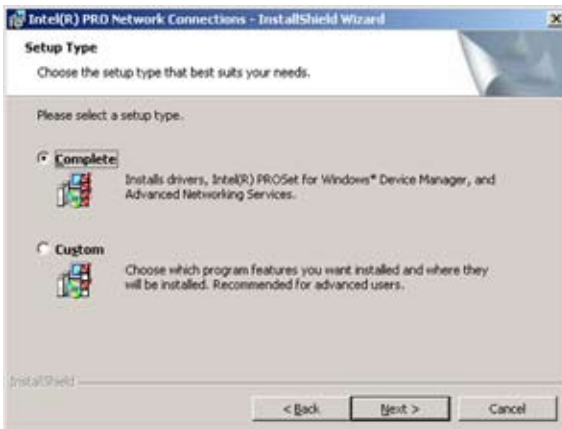 Intel(R) PRO Network Connections - InstallShield Wizard
Setup Type
Choose the setup type that best suits your needs.
Please select a setup type.
Complete
Installs drivers, Intel(R) PROSet for Windows* Device Manager, and
Advanced Networking Services.
Custom
Choose which program features you want installed and where they
will be installed. Recommended for advanced users.
InstallShield
< Back
Next >
Cancel